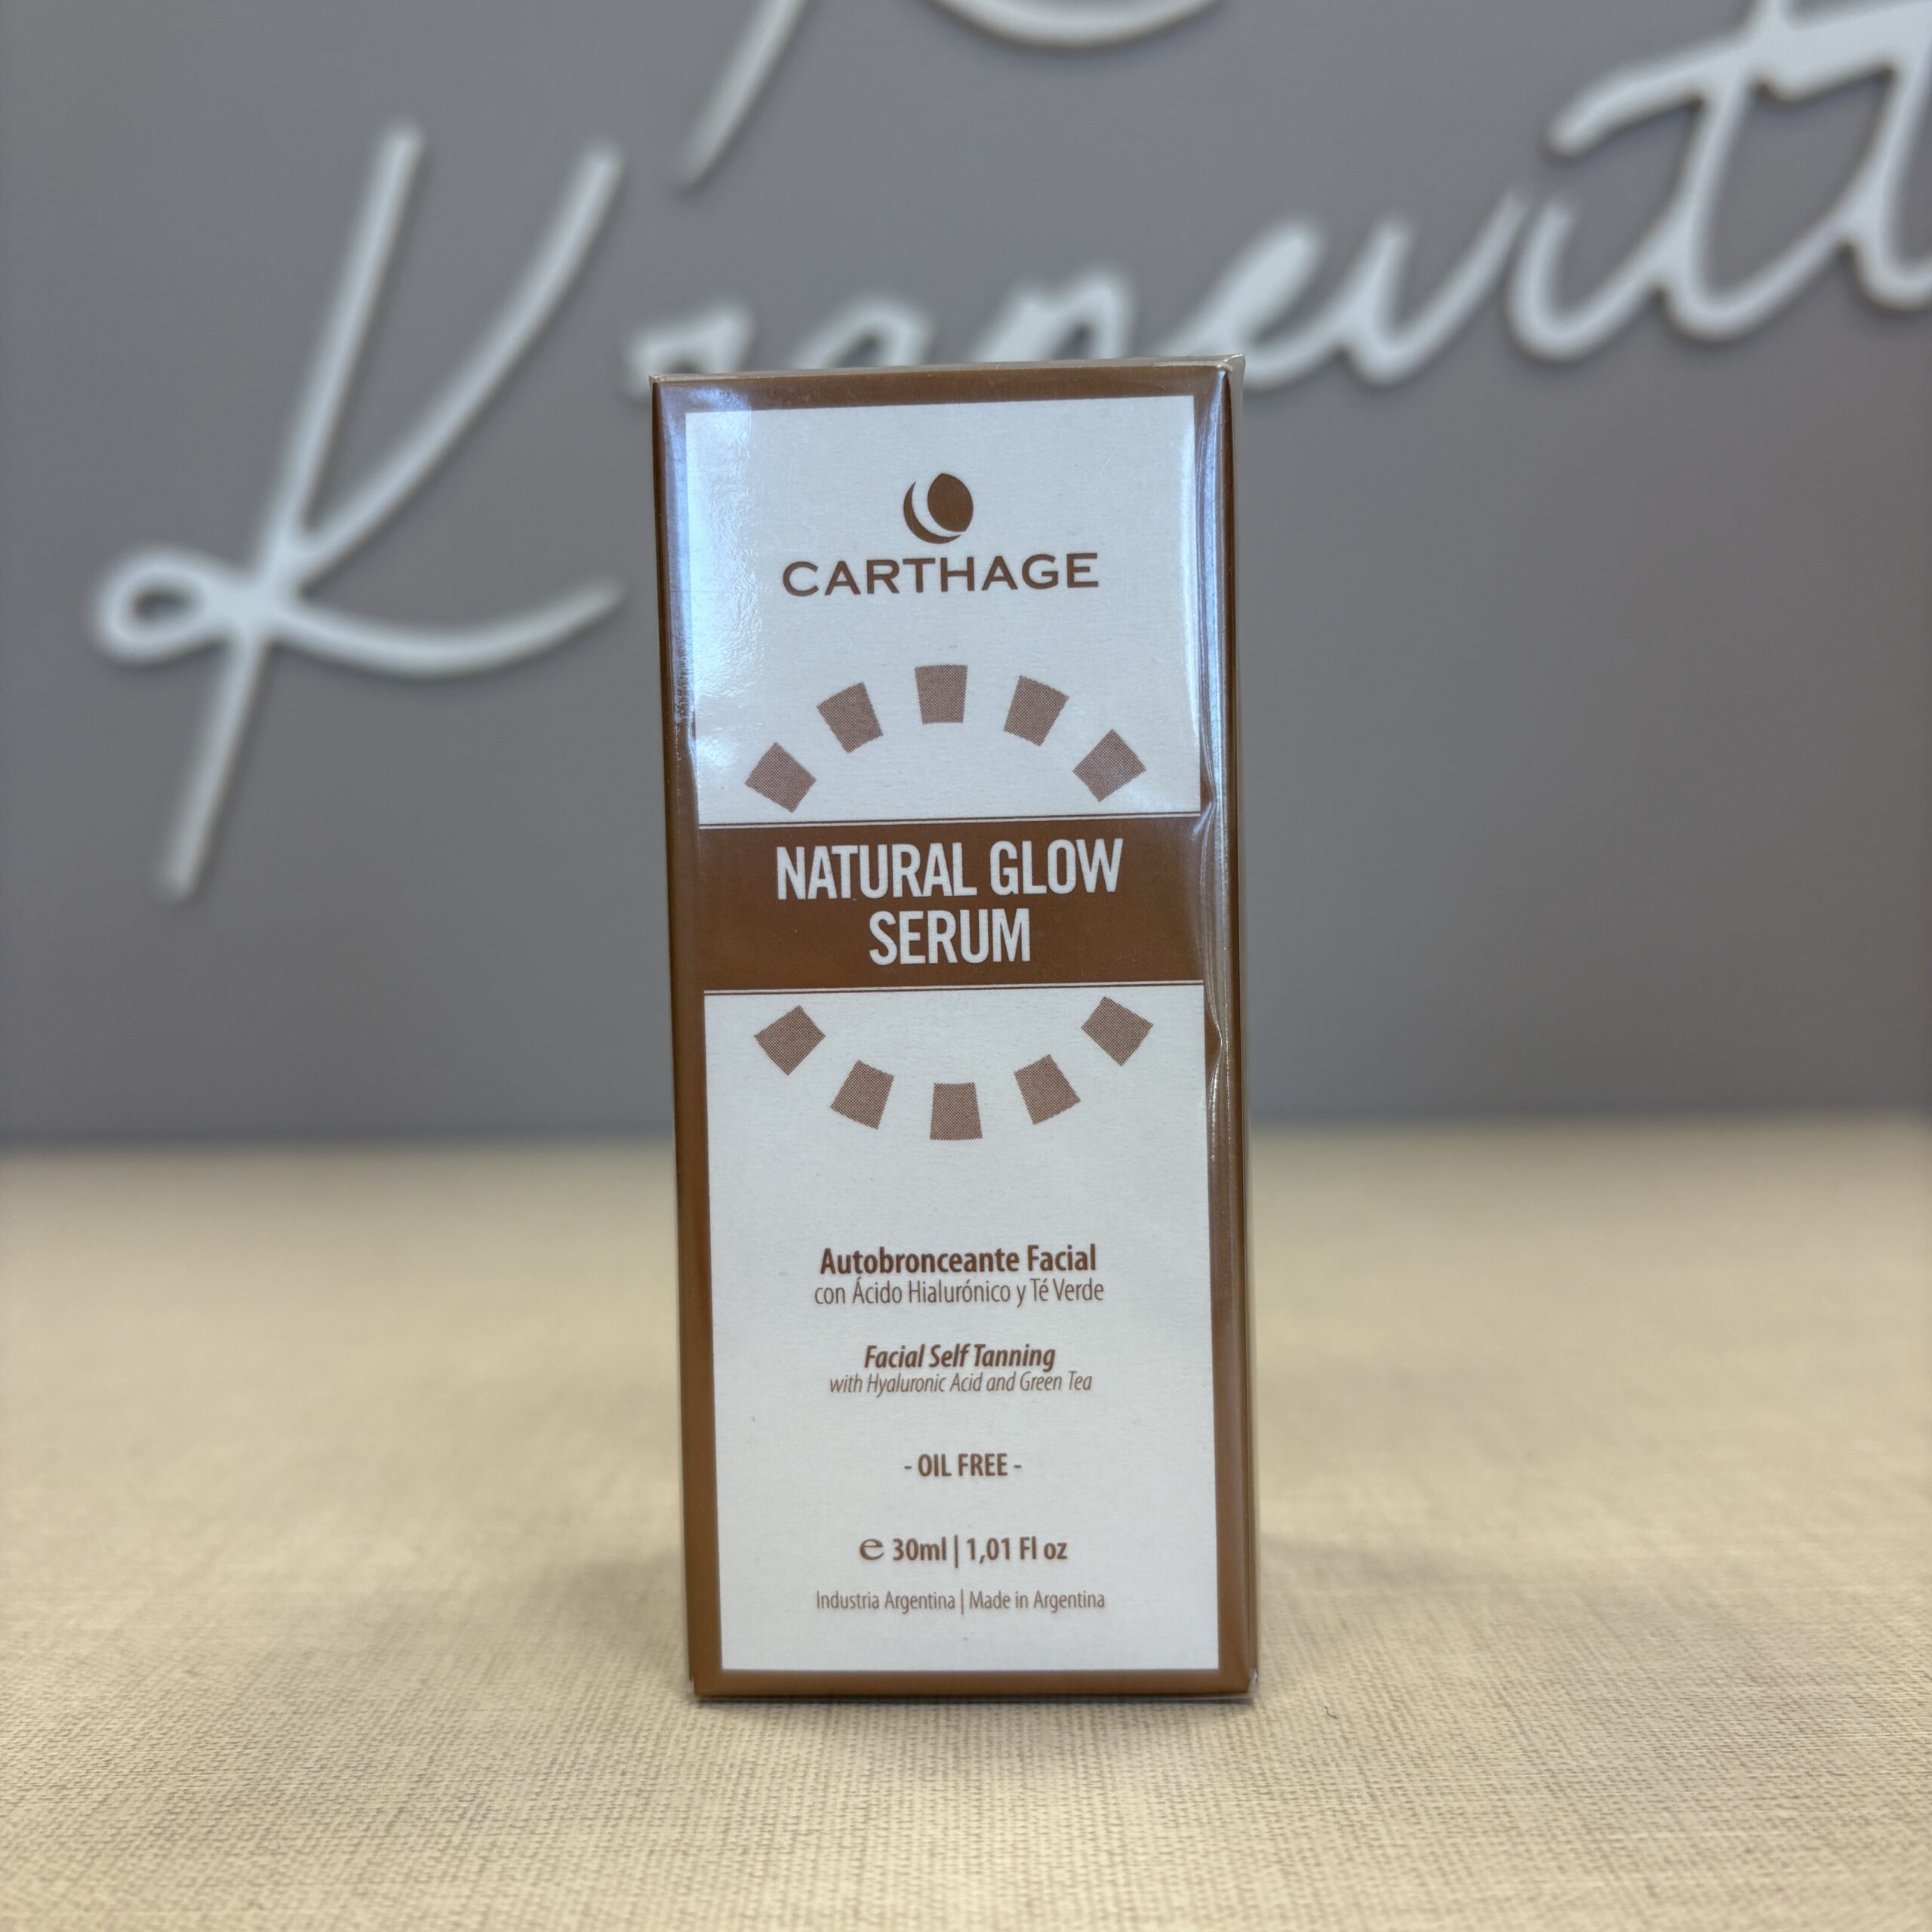 Kranevitt
CARTHAGE
NATURAL GLOW
SERUM
Autobronceante Facial
con Ácido Hialurónico y Té Verde
Facial Self Tanning
with Hyaluronic Acid and Green Tea
- OIL FREE -
℮ 30ml | 1,01 Fl oz
Industria Argentina | Made in Argentina